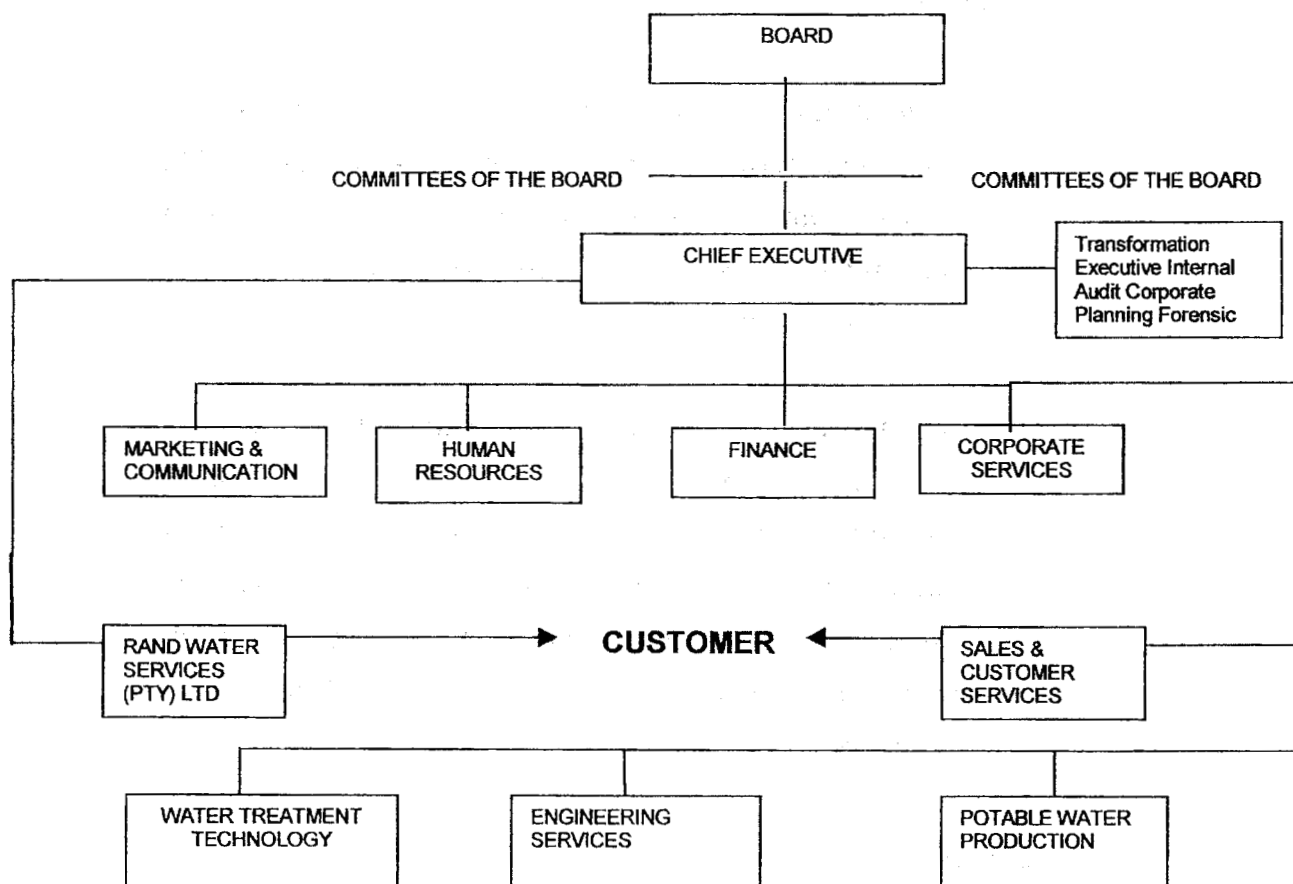 BOARD
COMMITTEES OF THE BOARD
COMMITTEES OF THE BOARD
CHIEF EXECUTIVE
Transformation
Executive Internal
Audit Corporate
Planning Forensic
MARKETING &
COMMUNICATION
HUMAN
RESOURCES
FINANCE
CORPORATE
SERVICES
RAND WATER
SERVICES
(PTY) LTD
CUSTOMER
SALES &
CUSTOMER
SERVICES
WATER TREATMENT
TECHNOLOGY
ENGINEERING
SERVICES
POTABLE WATER
PRODUCTION